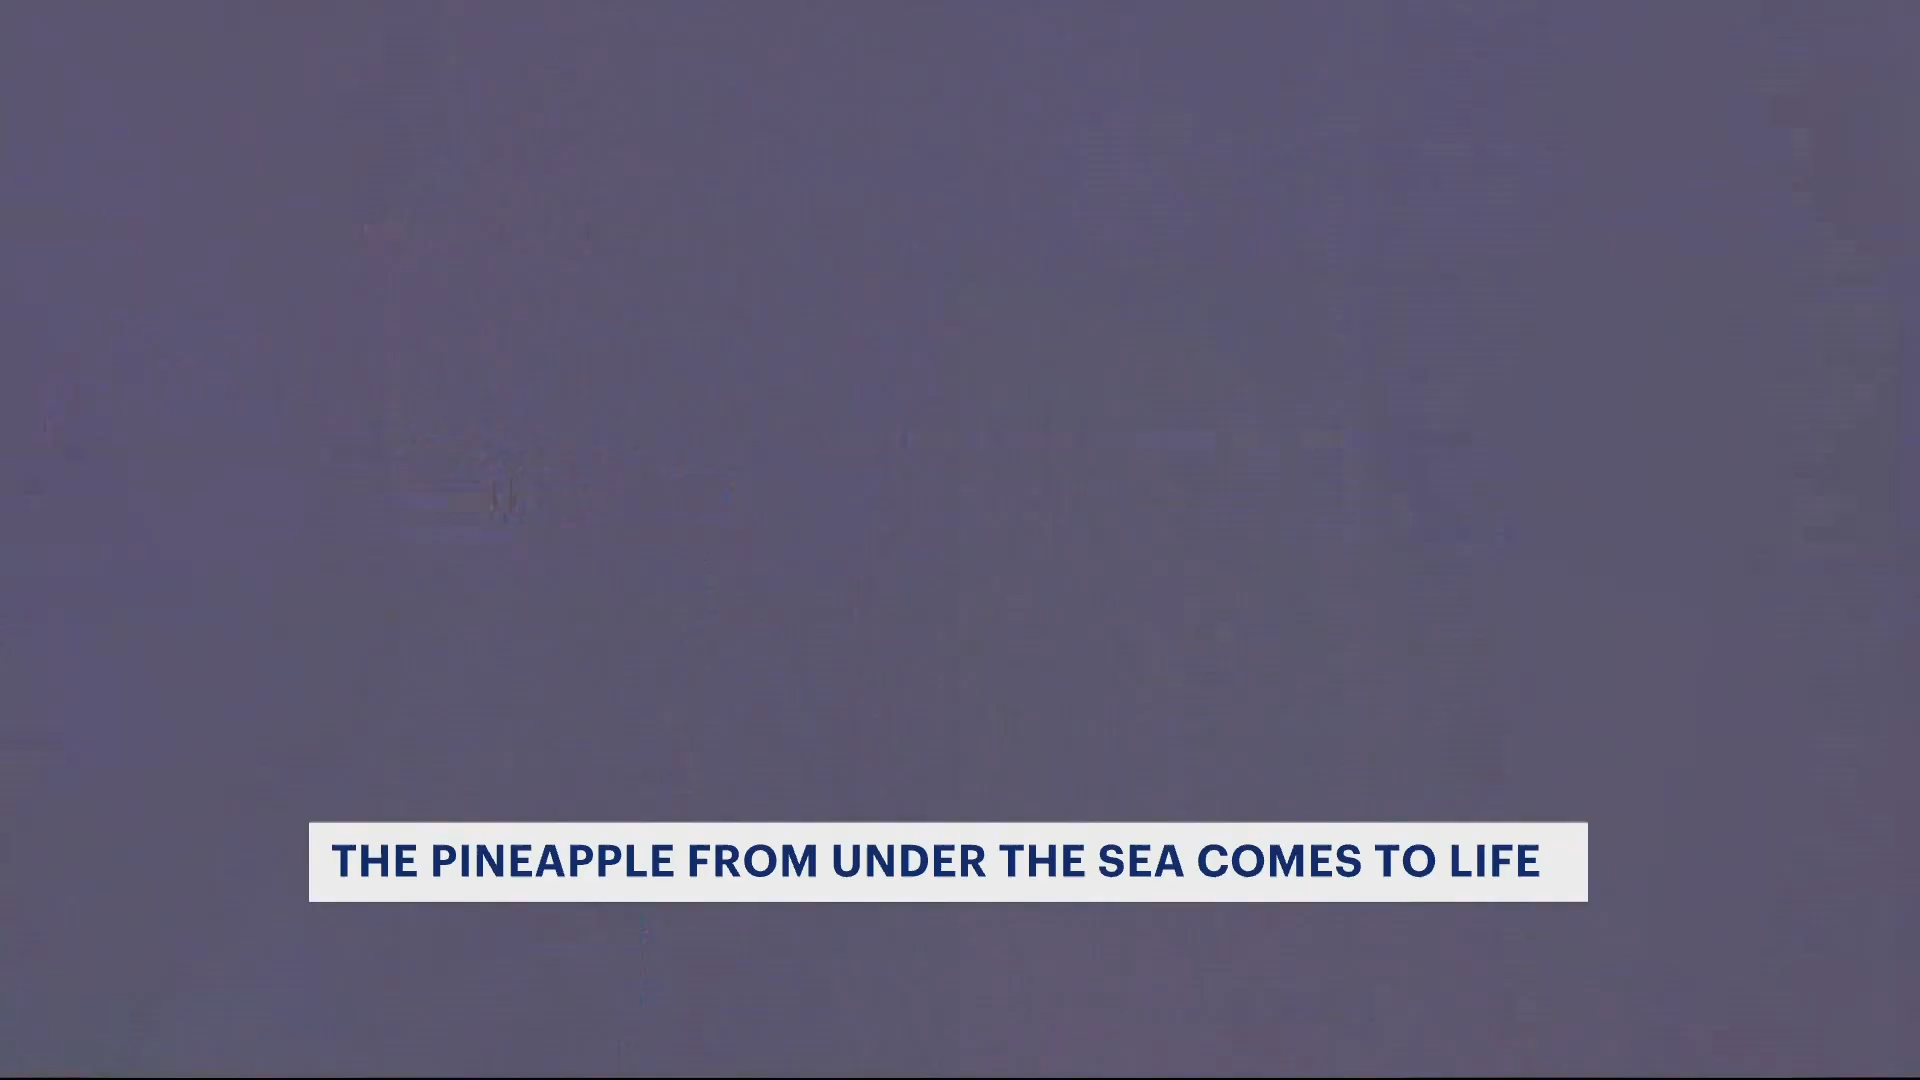 THE PINEAPPLE FROM UNDER THE SEA COMES TO LIFE